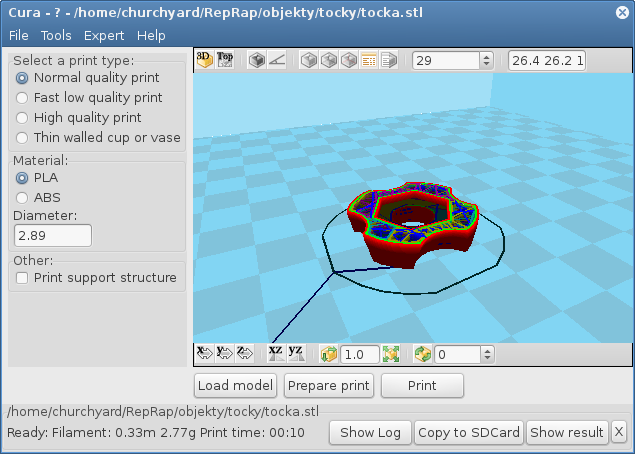 Cura - ? - /home/churchyard/RepRap/objekty/tocky/tocka.stl
File Tools Expert Help
Select a print type:
Normal quality print
Fast low quality print
High quality print
Thin walled cup or vase
Material:
PLA
ABS
Diameter:
2.89
Other:
Print support structure
3D Top 29 26.4 26.2 1
x y z xz yz 1.0 0
Load model Prepare print Print
/home/churchyard/RepRap/objekty/tocky/tocka.stl
Ready: Filament: 0.33m 2.77g Print time: 00:10 Show Log Copy to SDCard Show result X